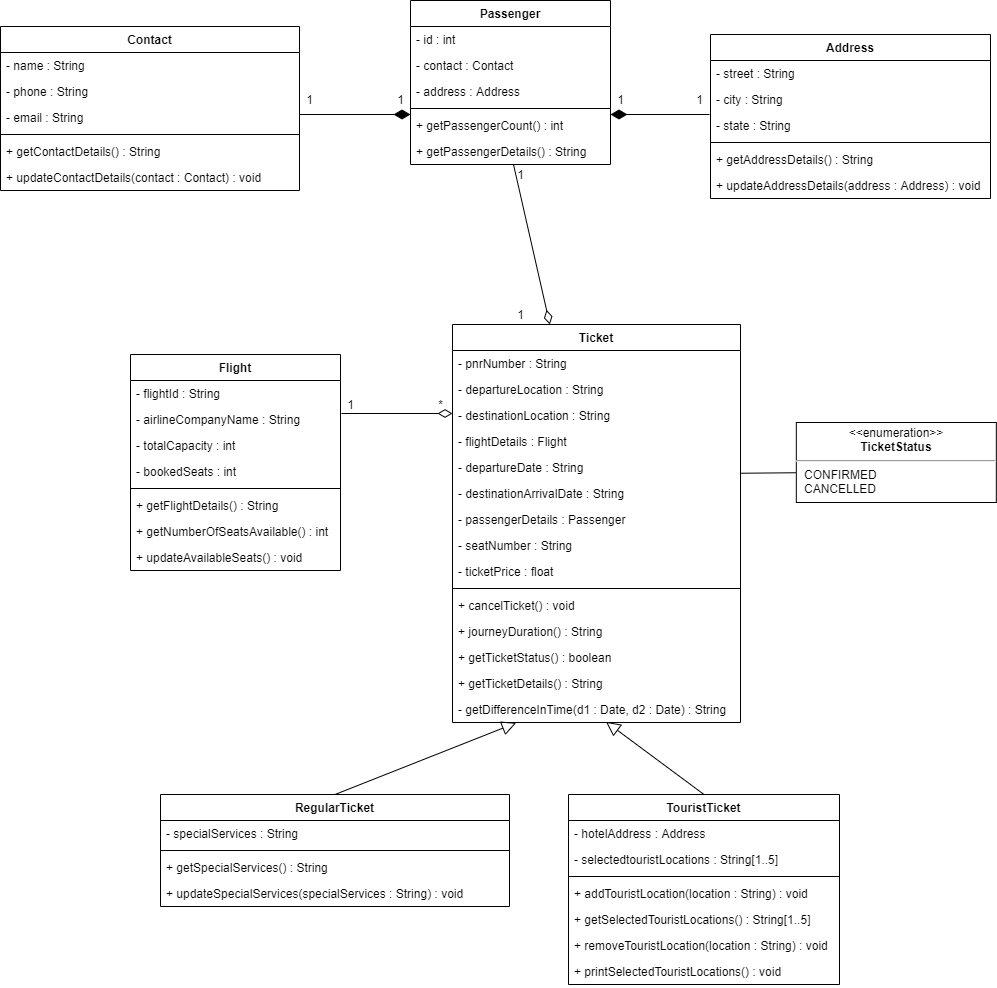 Passenger
- id : int
- contact : Contact
- address : Address
+ getPassengerCount() : int
+ getPassengerDetails() : String
Contact
- name : String
- phone : String
- email : String
+ getContactDetails() : String
+ updateContactDetails(contact : Contact) : void
1
1
1
1
Address
- street : String
- city : String
- state : String
+ getAddressDetails() : String
+ updateAddressDetails(address : Address) : void
1
1
Ticket
- pnrNumber : String
- departureLocation : String
- destinationLocation : String
- flightDetails : Flight
- departureDate : String
- destinationArrivalDate : String
- passengerDetails : Passenger
- seatNumber : String
- ticketPrice : float
+ cancelTicket() : void
+ journeyDuration() : String
+ getTicketStatus() : boolean
+ getTicketDetails() : String
- getDifferenceInTime(d1 : Date, d2 : Date) : String
Flight
- flightId : String
- airlineCompanyName : String
- totalCapacity : int
- bookedSeats : int
+ getFlightDetails() : String
+ getNumberOfSeatsAvailable() : int
+ updateAvailableSeats() : void
1
*
<<enumeration>>
TicketStatus
CONFIRMED
CANCELLED
RegularTicket
- specialServices : String
+ getSpecialServices() : String
+ updateSpecialServices(specialServices : String) : void
TouristTicket
- hotelAddress : Address
- selectedtouristLocations : String[1..5]
+ addTouristLocation(location : String) : void
+ getSelectedTouristLocations() : String[1..5]
+ removeTouristLocation(location : String) : void
+ printSelectedTouristLocations() : void